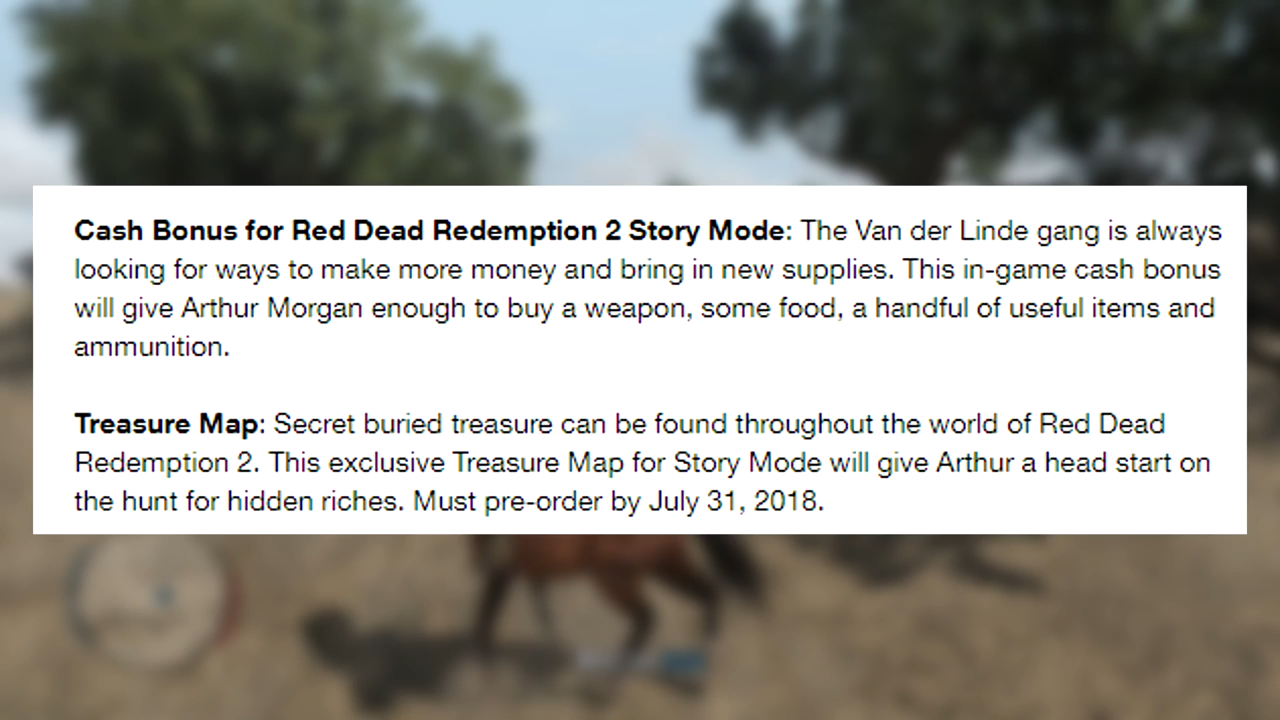 Cash Bonus for Red Dead Redemption 2 Story Mode: The Van der Linde gang is always
looking for ways to make more money and bring in new supplies. This in-game cash bonus
will give Arthur Morgan enough to buy a weapon, some food, a handful of useful items and
ammunition.
Treasure Map: Secret buried treasure can be found throughout the world of Red Dead
Redemption 2. This exclusive Treasure Map for Story Mode will give Arthur a head start on
the hunt for hidden riches. Must pre-order by July 31, 2018.